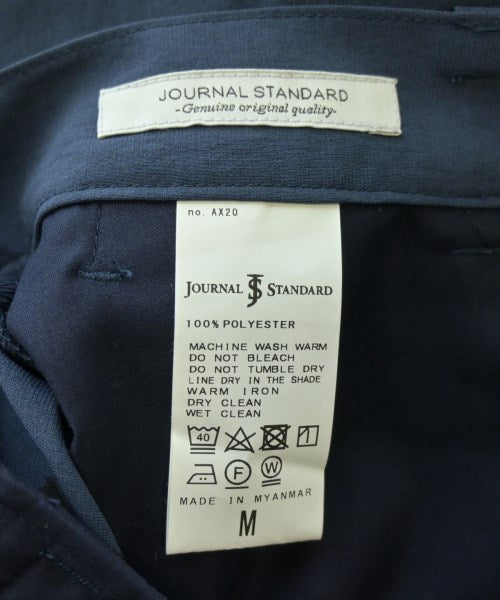 JOURNAL STANDARD
-Genuine original quality-
no. AX20
JOURNAL JS STANDARD
100% POLYESTER
MACHINE WASH WARM
DO NOT BLEACH
DO NOT TUMBLE DRY
LINE DRY IN THE SHADE
WARM IRON
DRY CLEAN
WET CLEAN
40
F W
MADE IN MYANMAR
M